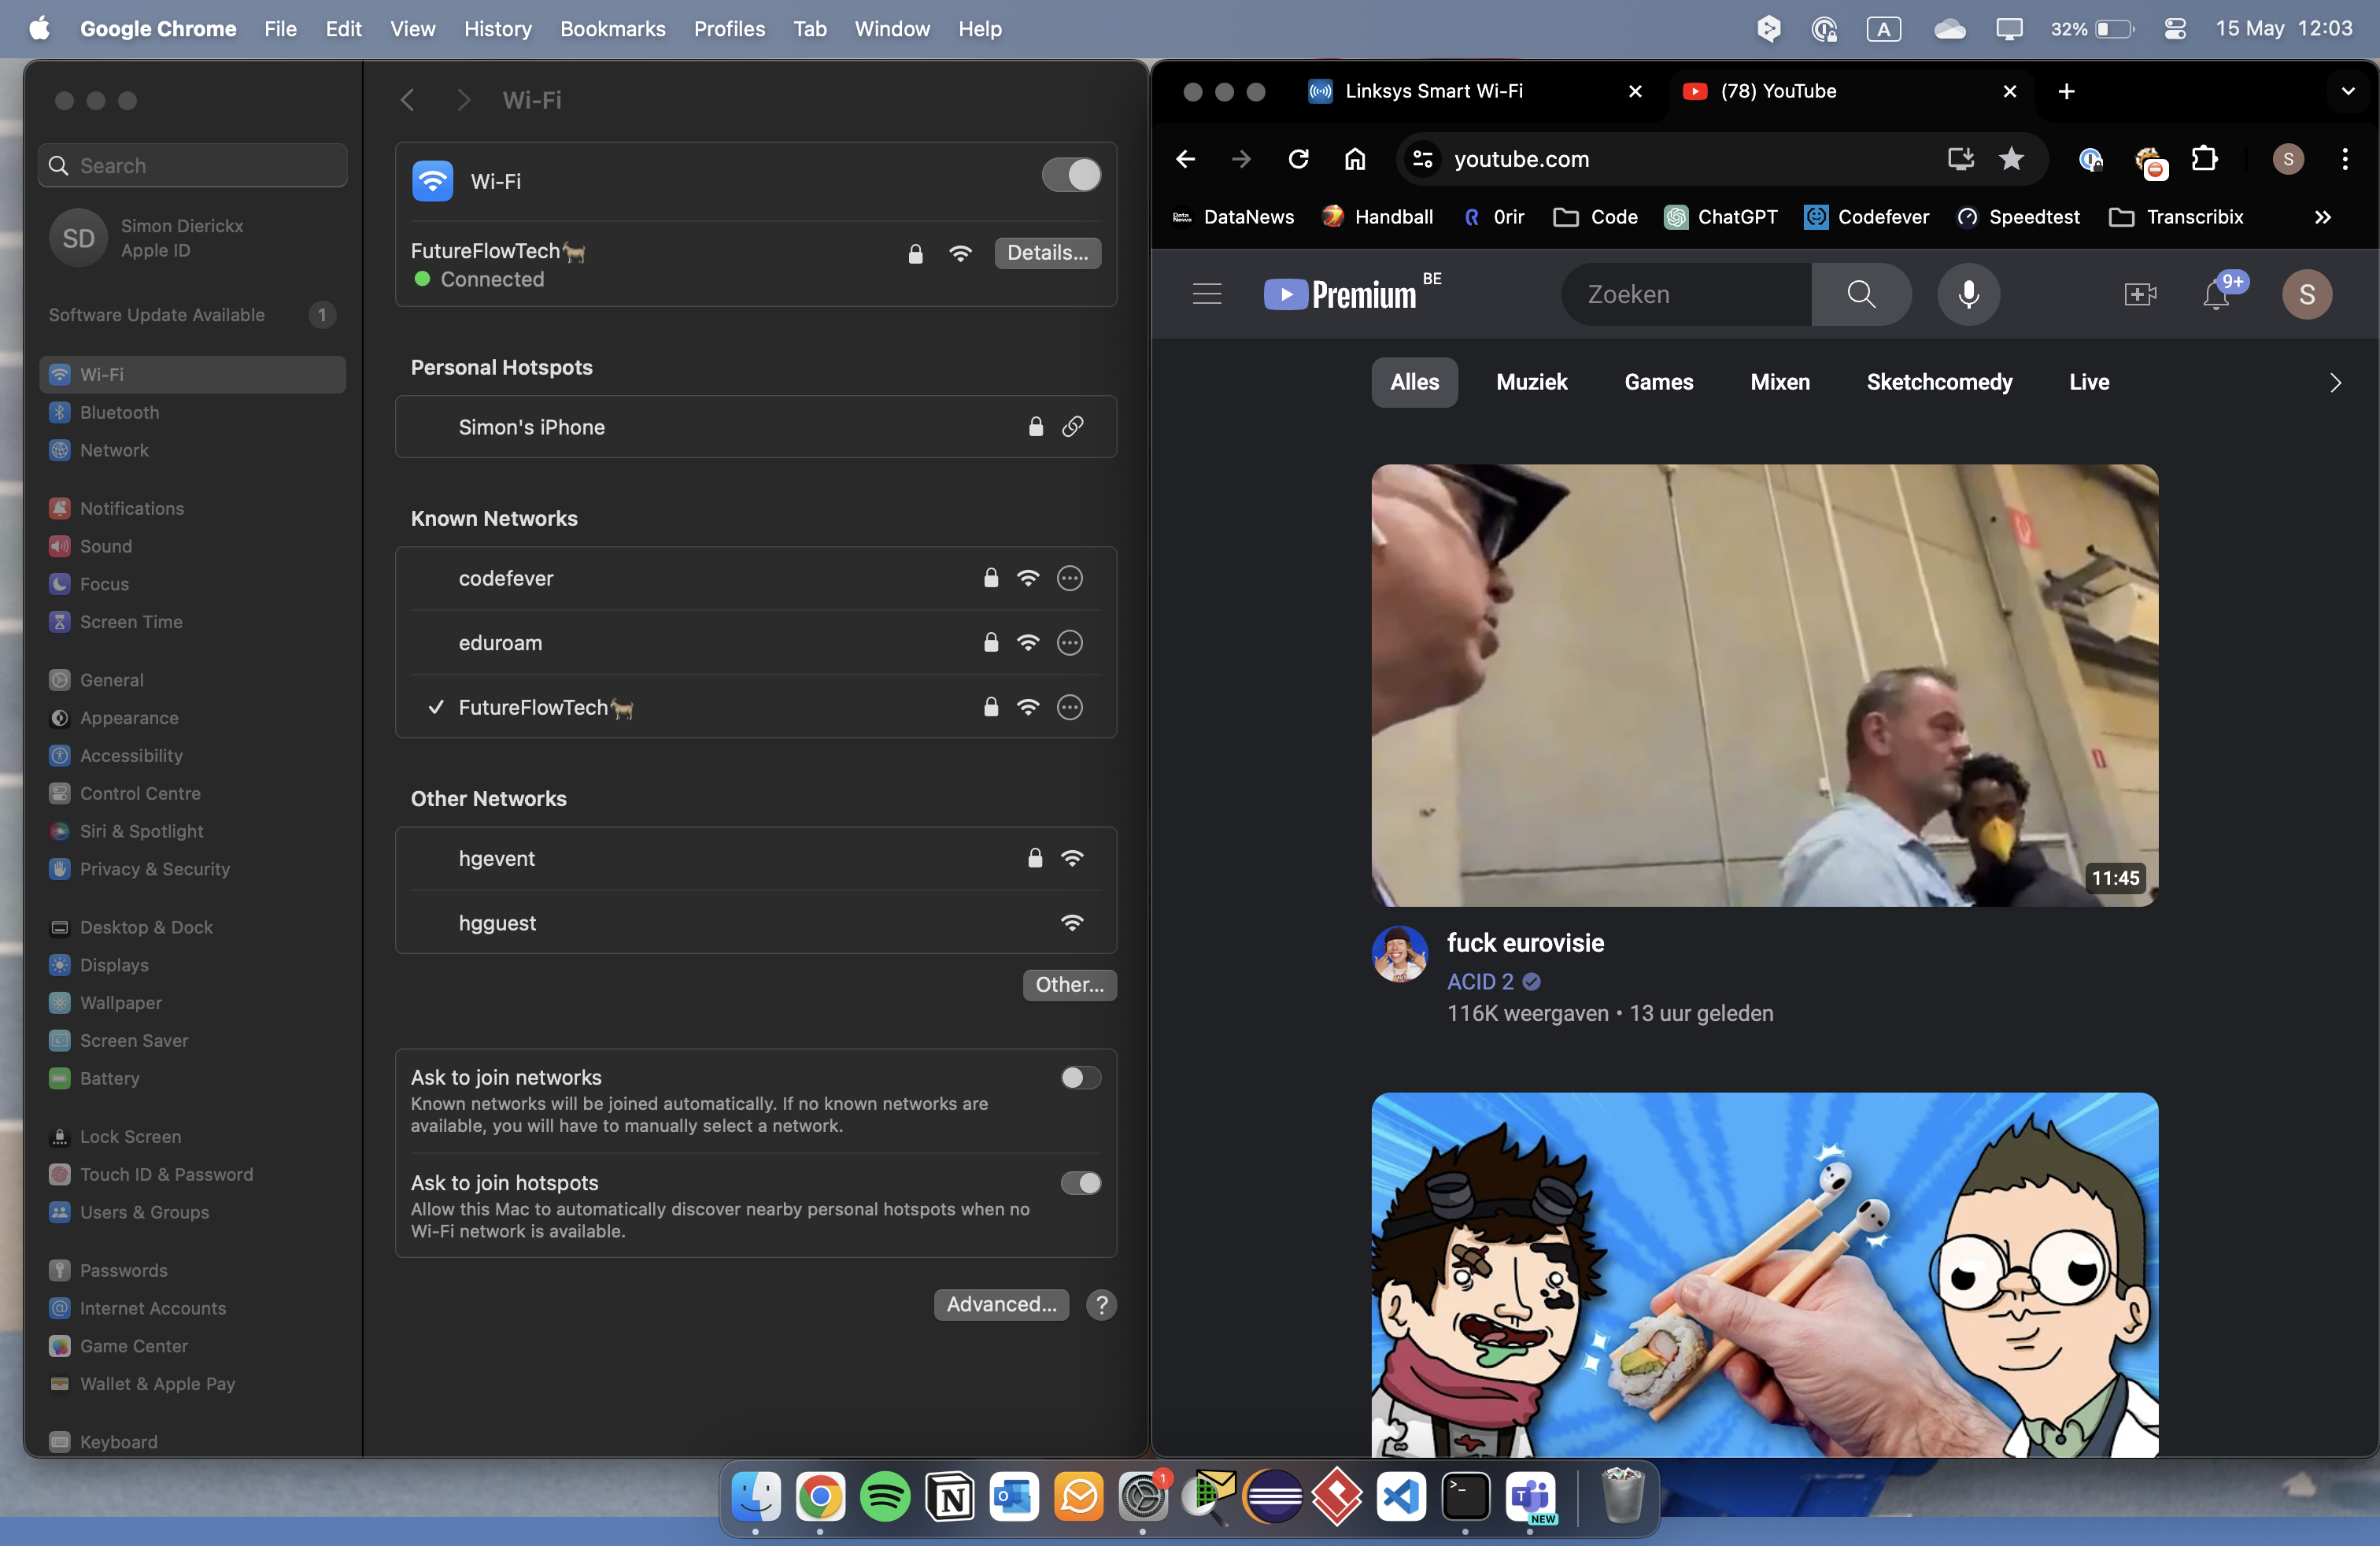 Google Chrome File Edit View History Bookmarks Profiles Tab Window Help
A 32% 15 May 12:03
Search
SD
Simon Dierickx
Apple ID
Software Update Available 1
Wi-Fi
Bluetooth
Network
Notifications
Sound
Focus
Screen Time
General
Appearance
Accessibility
Control Centre
Siri & Spotlight
Privacy & Security
Desktop & Dock
Displays
Wallpaper
Screen Saver
Battery
Lock Screen
Touch ID & Password
Users & Groups
Passwords
Internet Accounts
Game Center
Wallet & Apple Pay
Keyboard
Wi-Fi
Wi-Fi
FutureFlowTech🐐 Details...
Connected
Personal Hotspots
Simon's iPhone
Known Networks
codefever
eduroam
✓ FutureFlowTech🐐
Other Networks
hgevent
hgguest
Other...
Ask to join networks
Known networks will be joined automatically. If no known networks are
available, you will have to manually select a network.
Ask to join hotspots
Allow this Mac to automatically discover nearby personal hotspots when no
Wi-Fi network is available.
Advanced... ?
Linksys Smart Wi-Fi (78) YouTube
youtube.com S
Data News DataNews Handball 0rir Code ChatGPT Codefever Speedtest Transcribix »
Premium BE Zoeken 9+ S
Alles Muziek Games Mixen Sketchcomedy Live
11:45
fuck eurovisie
ACID 2
116K weergaven • 13 uur geleden
1
NEW